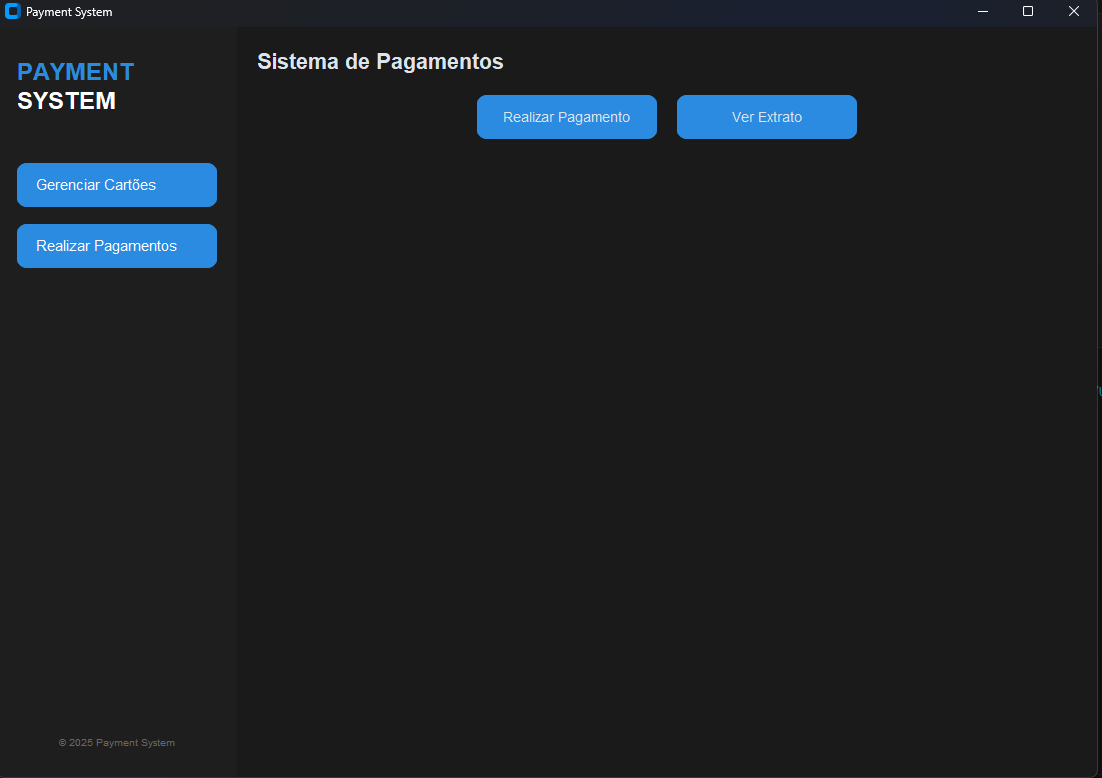 Payment System
PAYMENT
SYSTEM
Gerenciar Cartões
Realizar Pagamentos
© 2025 Payment System
Sistema de Pagamentos
Realizar Pagamento
Ver Extrato